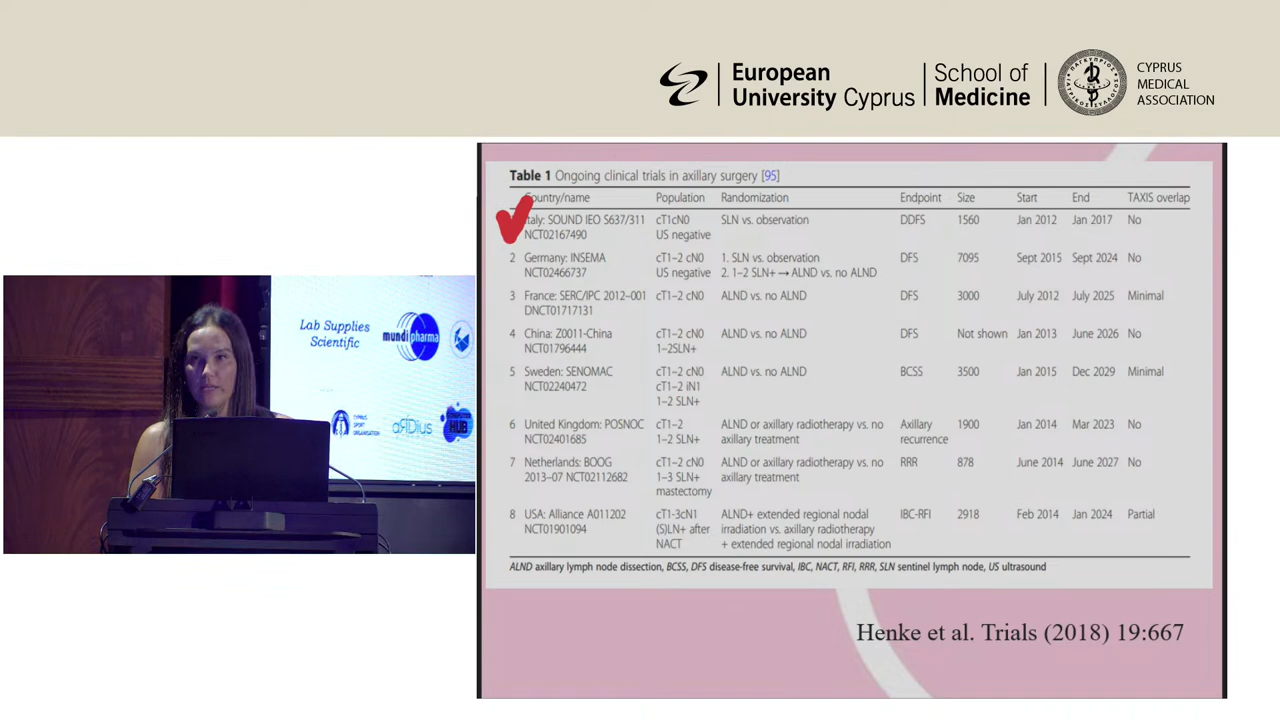 European
University Cyprus
School of
Medicine
CYPRUS
MEDICAL
ASSOCIATION
Table 1 Ongoing clinical trials in axillary surgery [95]
Country/name Population Randomization Endpoint Size Start End TAXIS overlap
Italy: SOUND IEO S637/311 cT1cN0 SLN vs. observation DDFS 1560 Jan 2012 Jan 2017 No
NCT02167490 US negative
2 Germany: INSEMA cT1–2 cN0 1. SLN vs. observation DFS 7095 Sept 2015 Sept 2024 No
NCT02466737 US negative 2. 1–2 SLN+ → ALND vs. no ALND
3 France: SERC/IPC 2012–001 cT1–2 cN0 ALND vs. no ALND DFS 3000 July 2012 July 2025 Minimal
DNCT01717131
4 China: Z0011-China cT1–2 cN0 ALND vs. no ALND DFS Not shown Jan 2013 June 2026 No
NCT01796444 1–2SLN+
5 Sweden: SENOMAC cT1–2 cN0 ALND vs. no ALND BCSS 3500 Jan 2015 Dec 2029 Minimal
NCT02240472 cT1–2 iN1
1–2 SLN+
6 United Kingdom: POSNOC cT1–2 ALND or axillary radiotherapy vs. no Axillary 1900 Jan 2014 Mar 2023 No
NCT02401685 1–2 SLN+ axillary treatment recurrence
7 Netherlands: BOOG cT1–2 cN0 ALND or axillary radiotherapy vs. no RRR 878 June 2014 June 2027 No
2013–07 NCT02112682 1–3 SLN+ axillary treatment
mastectomy
8 USA: Alliance A011202 cT1-3cN1 ALND+ extended regional nodal IBC-RFI 2918 Feb 2014 Jan 2024 Partial
NCT01901094 (S)LN+ after irradiation vs. axillary radiotherapy
NACT + extended regional nodal irradiation
ALND axillary lymph node dissection, BCSS, DFS disease-free survival, IBC, NACT, RFI, RRR, SLN sentinel lymph node, US ultrasound
Henke et al. Trials (2018) 19:667
Lab Supplies
Scientific
mundipharma
CYPRUS
SPORT
ORGANISATION
HUB